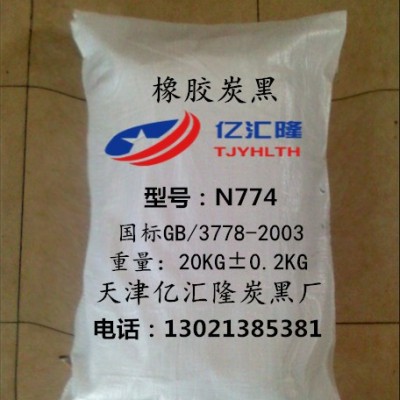 橡胶炭黑
亿汇隆
TJYHLTH
型号：N774
国标GB/3778-2003
重量：20KG±0.2KG
天津亿汇隆炭黑厂
电话：13021385381